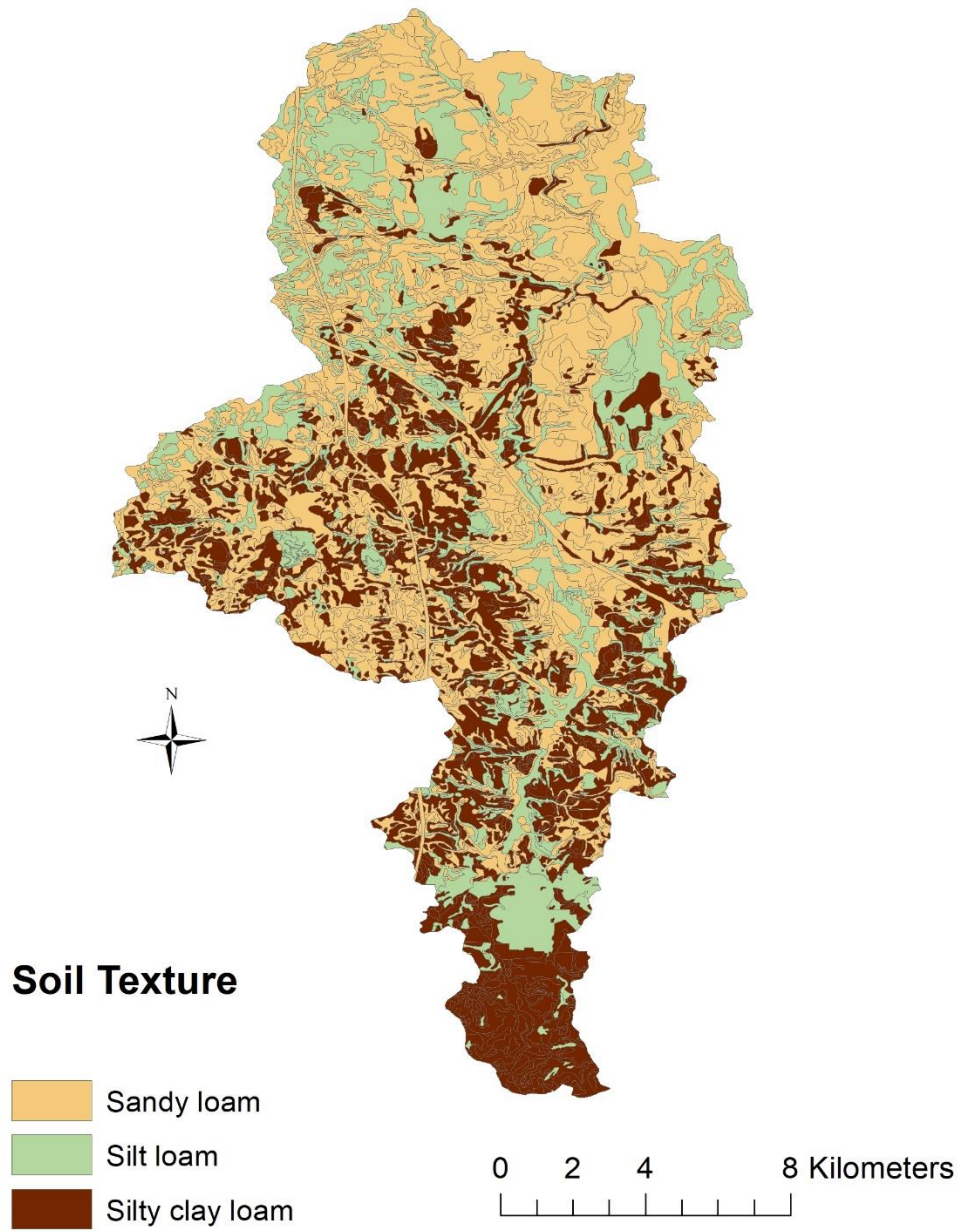 N
Soil Texture
Sandy loam
Silt loam
Silty clay loam
0 2 4 8 Kilometers